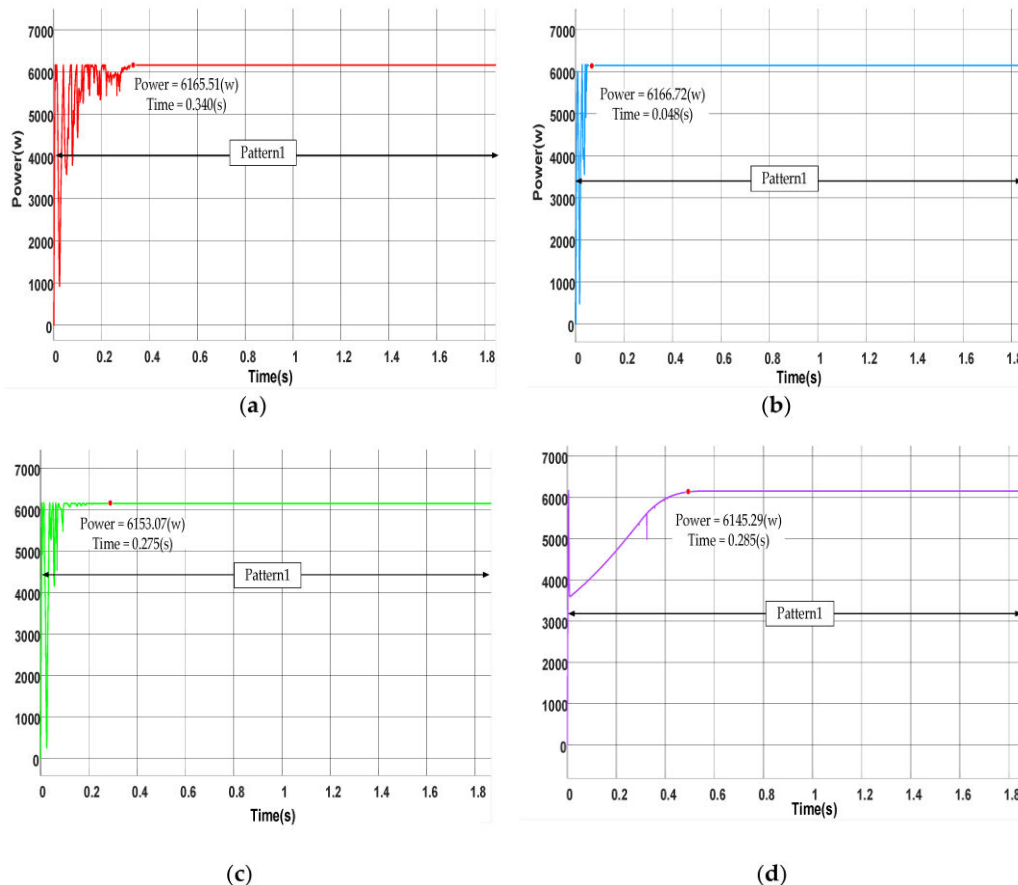 7000
6000
5000
4000
3000
2000
1000
0
Power(w)
Power = 6165.51(w)
Time = 0.340(s)
Pattern1
0 0.2 0.4 0.6 0.8 1 1.2 1.4 1.6 1.8
Time(s)
(a)
7000
6000
5000
4000
3000
2000
1000
0
Power(w)
Power = 6166.72(w)
Time = 0.048(s)
Pattern1
0 0.2 0.4 0.6 0.8 1 1.2 1.4 1.6 1.8
Time(s)
(b)
7000
6000
5000
4000
3000
2000
1000
0
Power = 6153.07(w)
Time = 0.275(s)
Pattern1
0 0.2 0.4 0.6 0.8 1 1.2 1.4 1.6 1.8
Time(s)
(c)
7000
6000
5000
4000
3000
2000
1000
0
Power = 6145.29(w)
Time = 0.285(s)
Pattern1
0 0.2 0.4 0.6 0.8 1 1.2 1.4 1.6 1.8
Time(s)
(d)